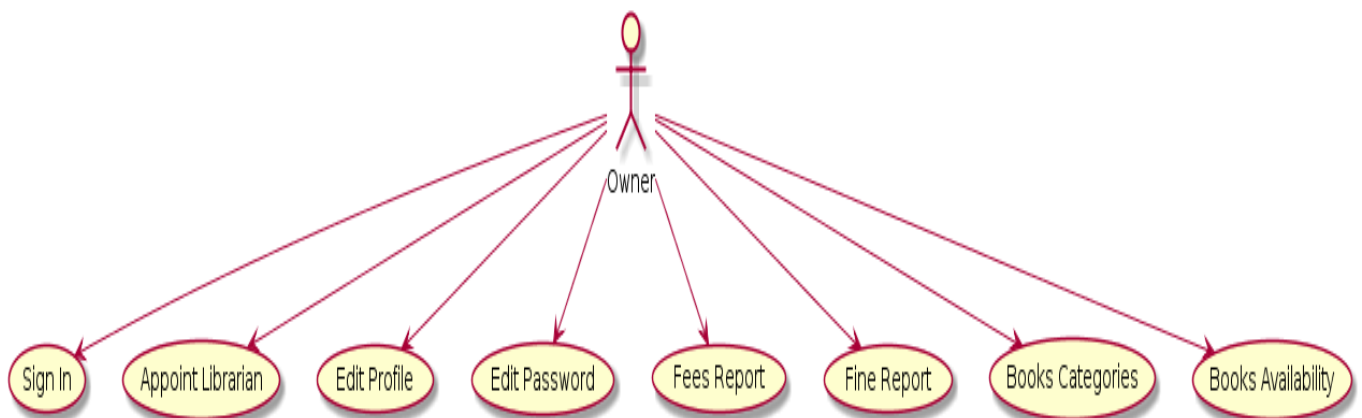 Owner
Sign In
Appoint Librarian
Edit Profile
Edit Password
Fees Report
Fine Report
Books Categories
Books Availability